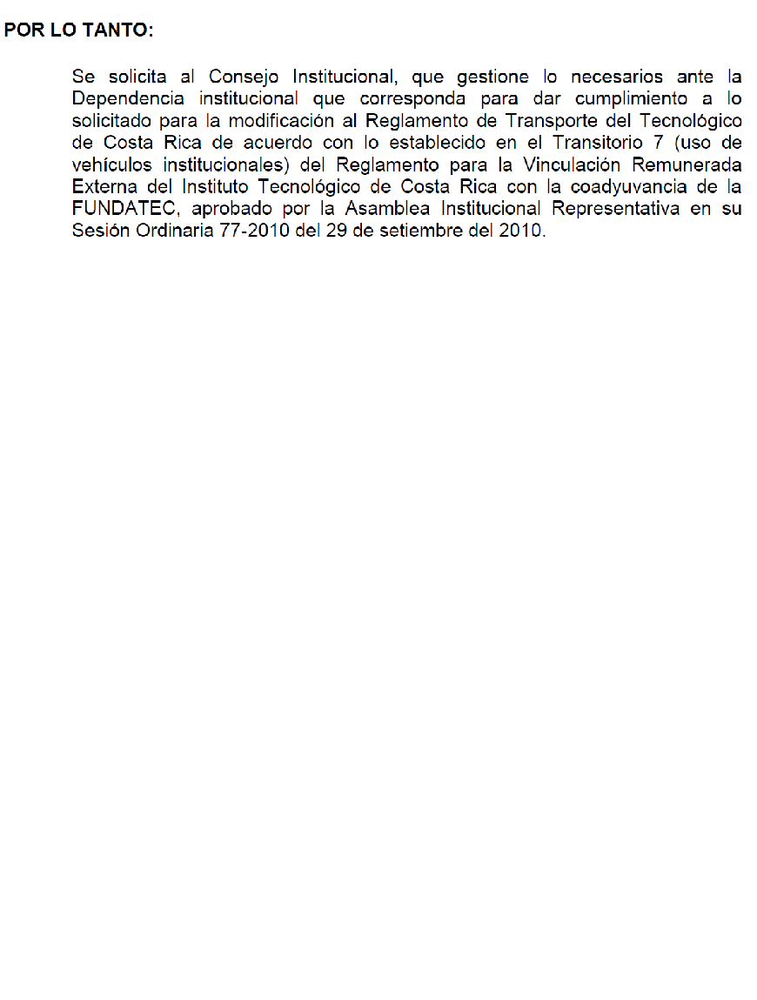 POR LO TANTO:
Se solicita al Consejo Institucional, que gestione lo necesarios ante la
Dependencia institucional que corresponda para dar cumplimiento a lo
solicitado para la modificación al Reglamento de Transporte del Tecnológico
de Costa Rica de acuerdo con lo establecido en el Transitorio 7 (uso de
vehículos institucionales) del Reglamento para la Vinculación Remunerada
Externa del Instituto Tecnológico de Costa Rica con la coadyuvancia de la
FUNDATEC, aprobado por la Asamblea Institucional Representativa en su
Sesión Ordinaria 77-2010 del 29 de setiembre del 2010.